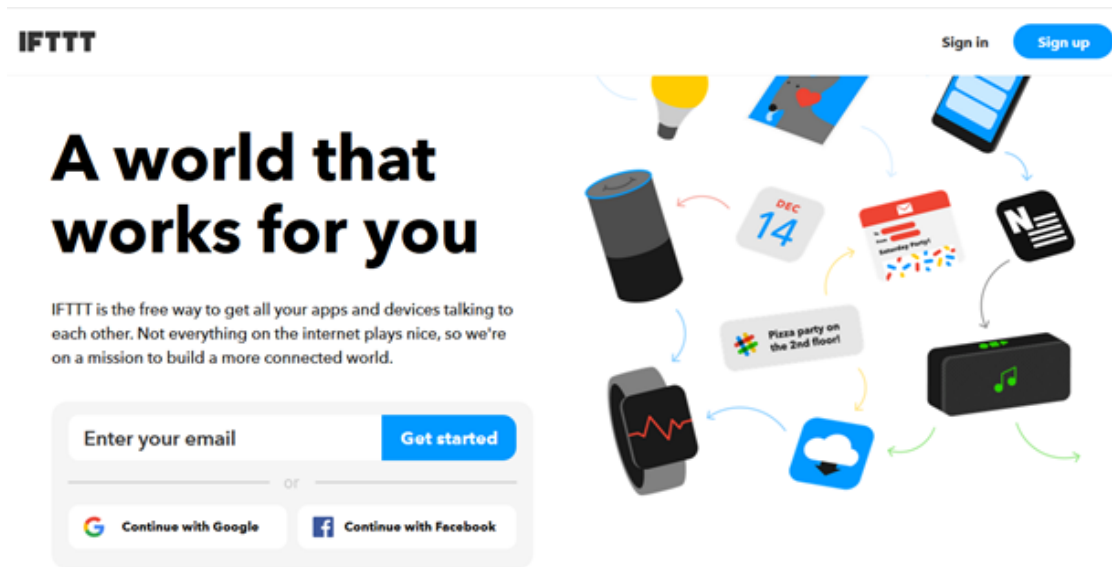 IFTTT
Sign in
Sign up
A world that
works for you
IFTTT is the free way to get all your apps and devices talking to
each other. Not everything on the internet plays nice, so we're
on a mission to build a more connected world.
Enter your email
Get started
or
Continue with Google
Continue with Facebook
DEC
14
To
From
Saturday Party!
N
Pizza party on
the 2nd floor!